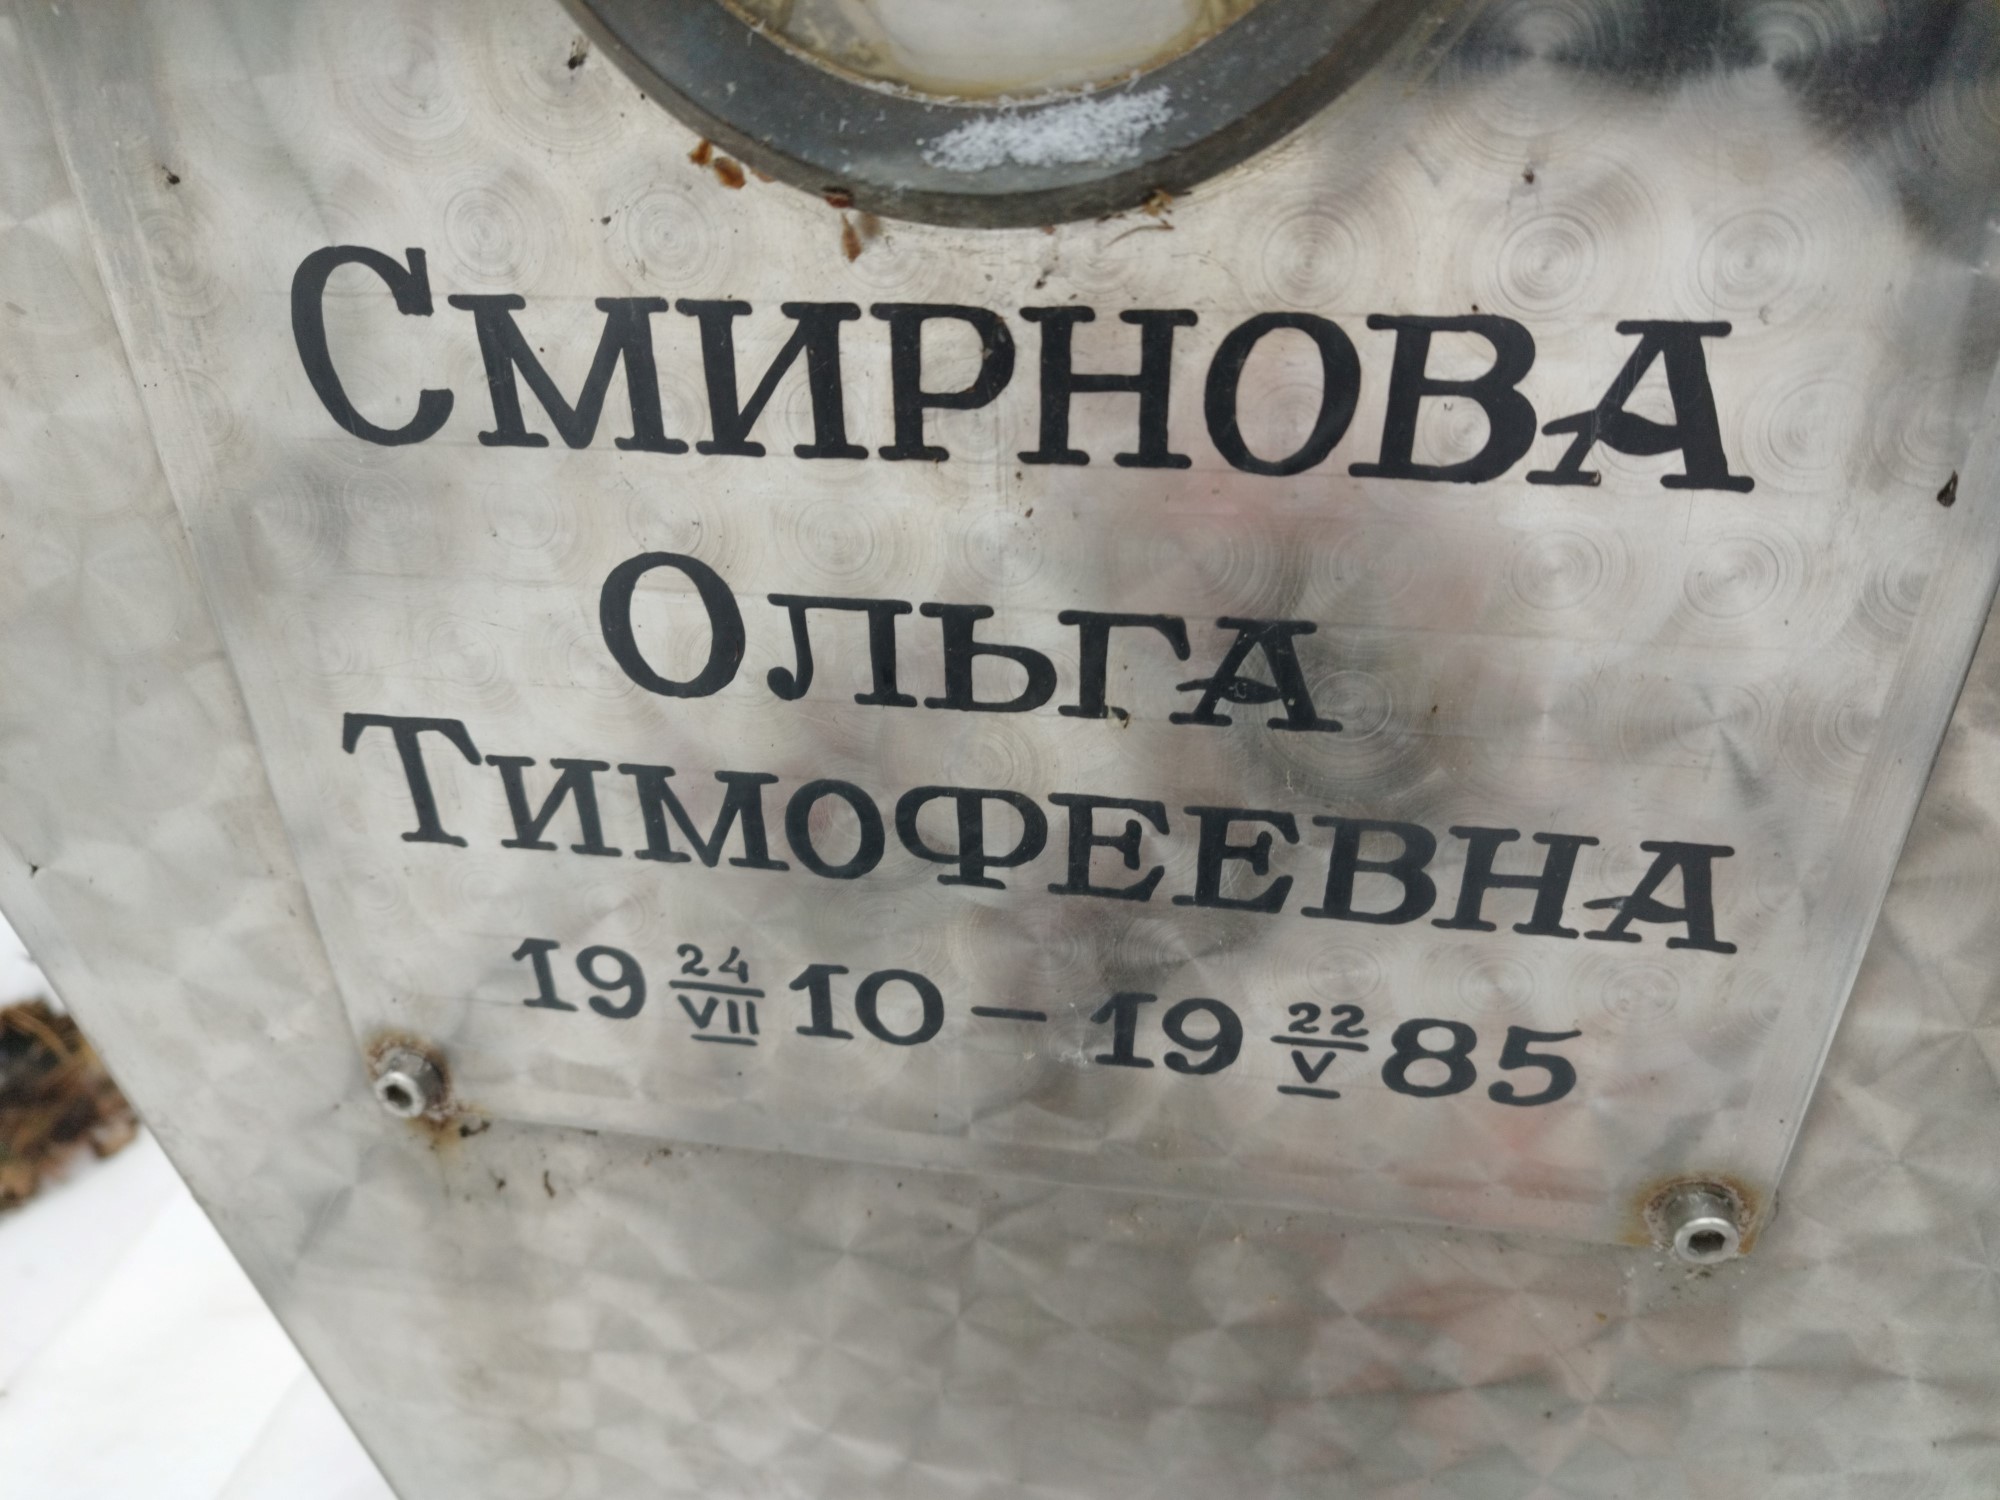 Смирнова
Ольга
Тимофеевна
19 24/VII 10 – 19 22/V 85